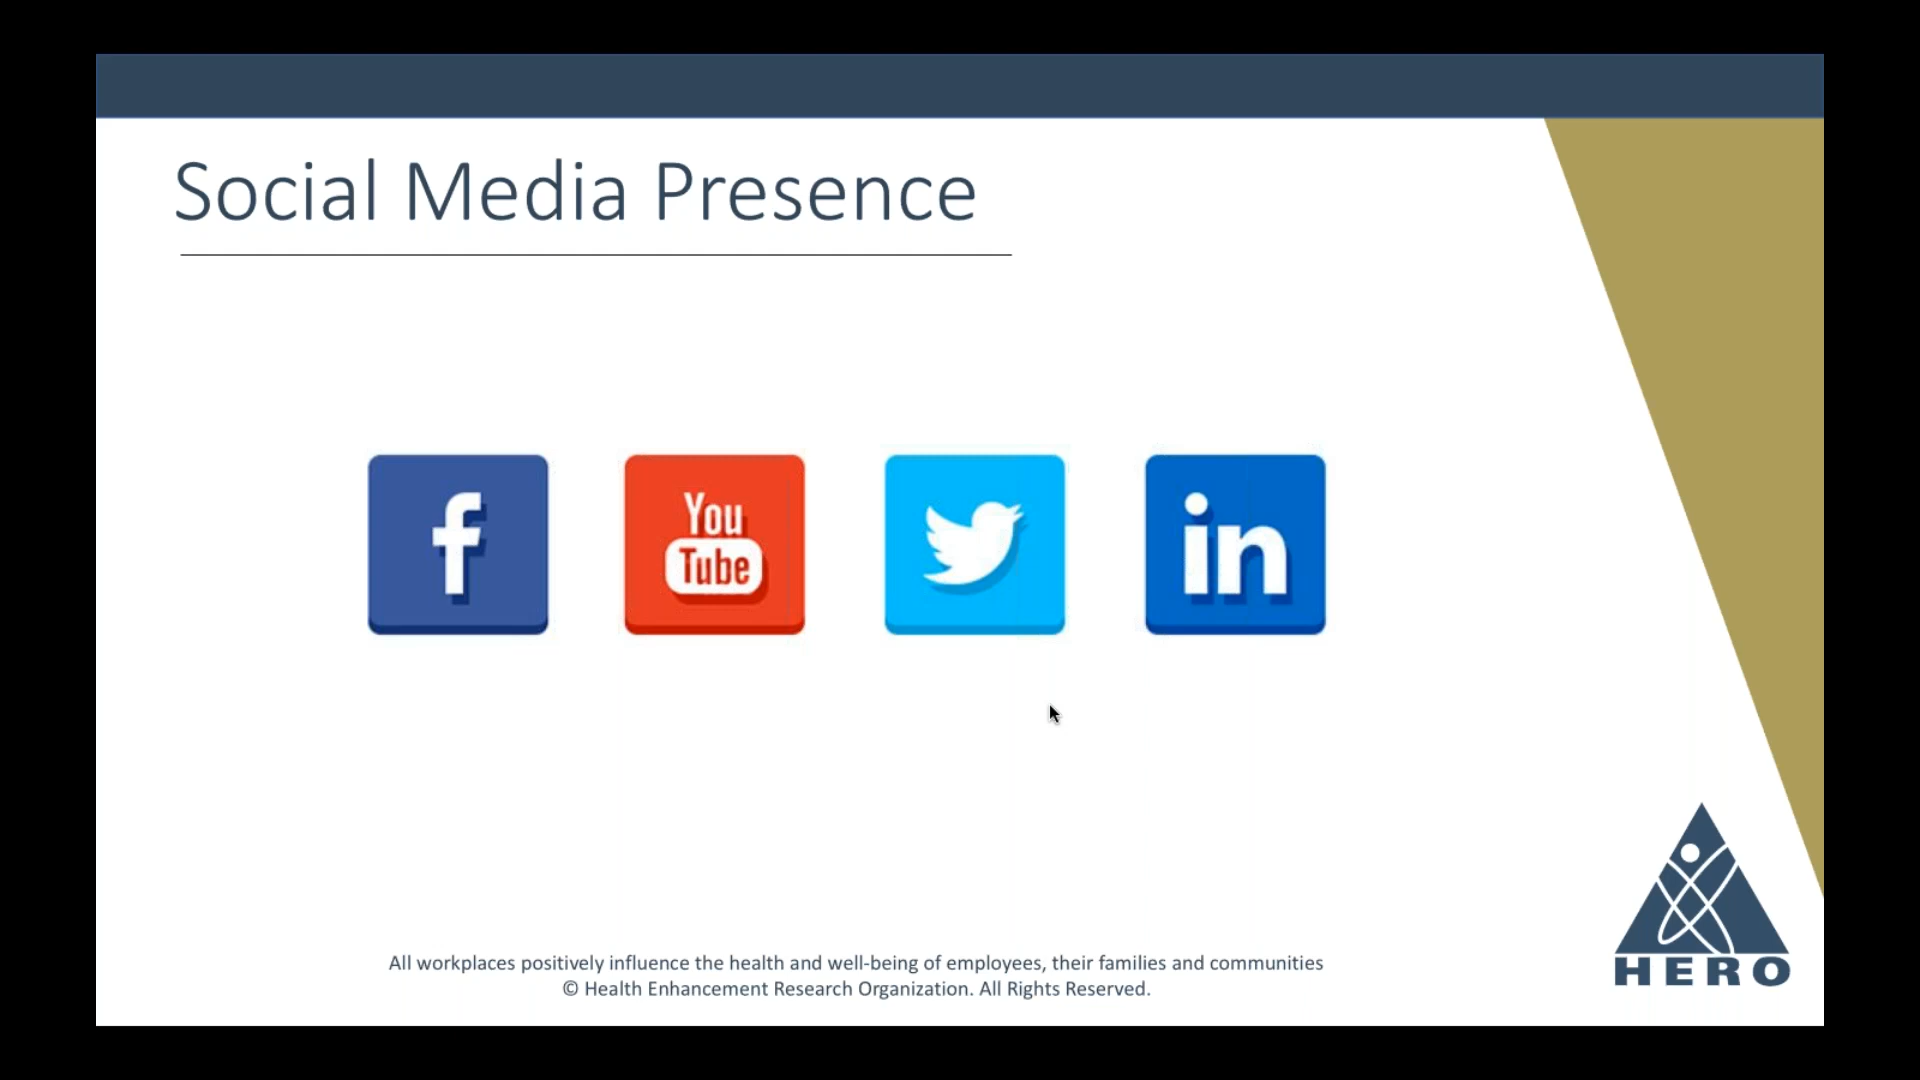 Social Media Presence
f
You
Tube
in
HERO
All workplaces positively influence the health and well-being of employees, their families and communities
© Health Enhancement Research Organization. All Rights Reserved.